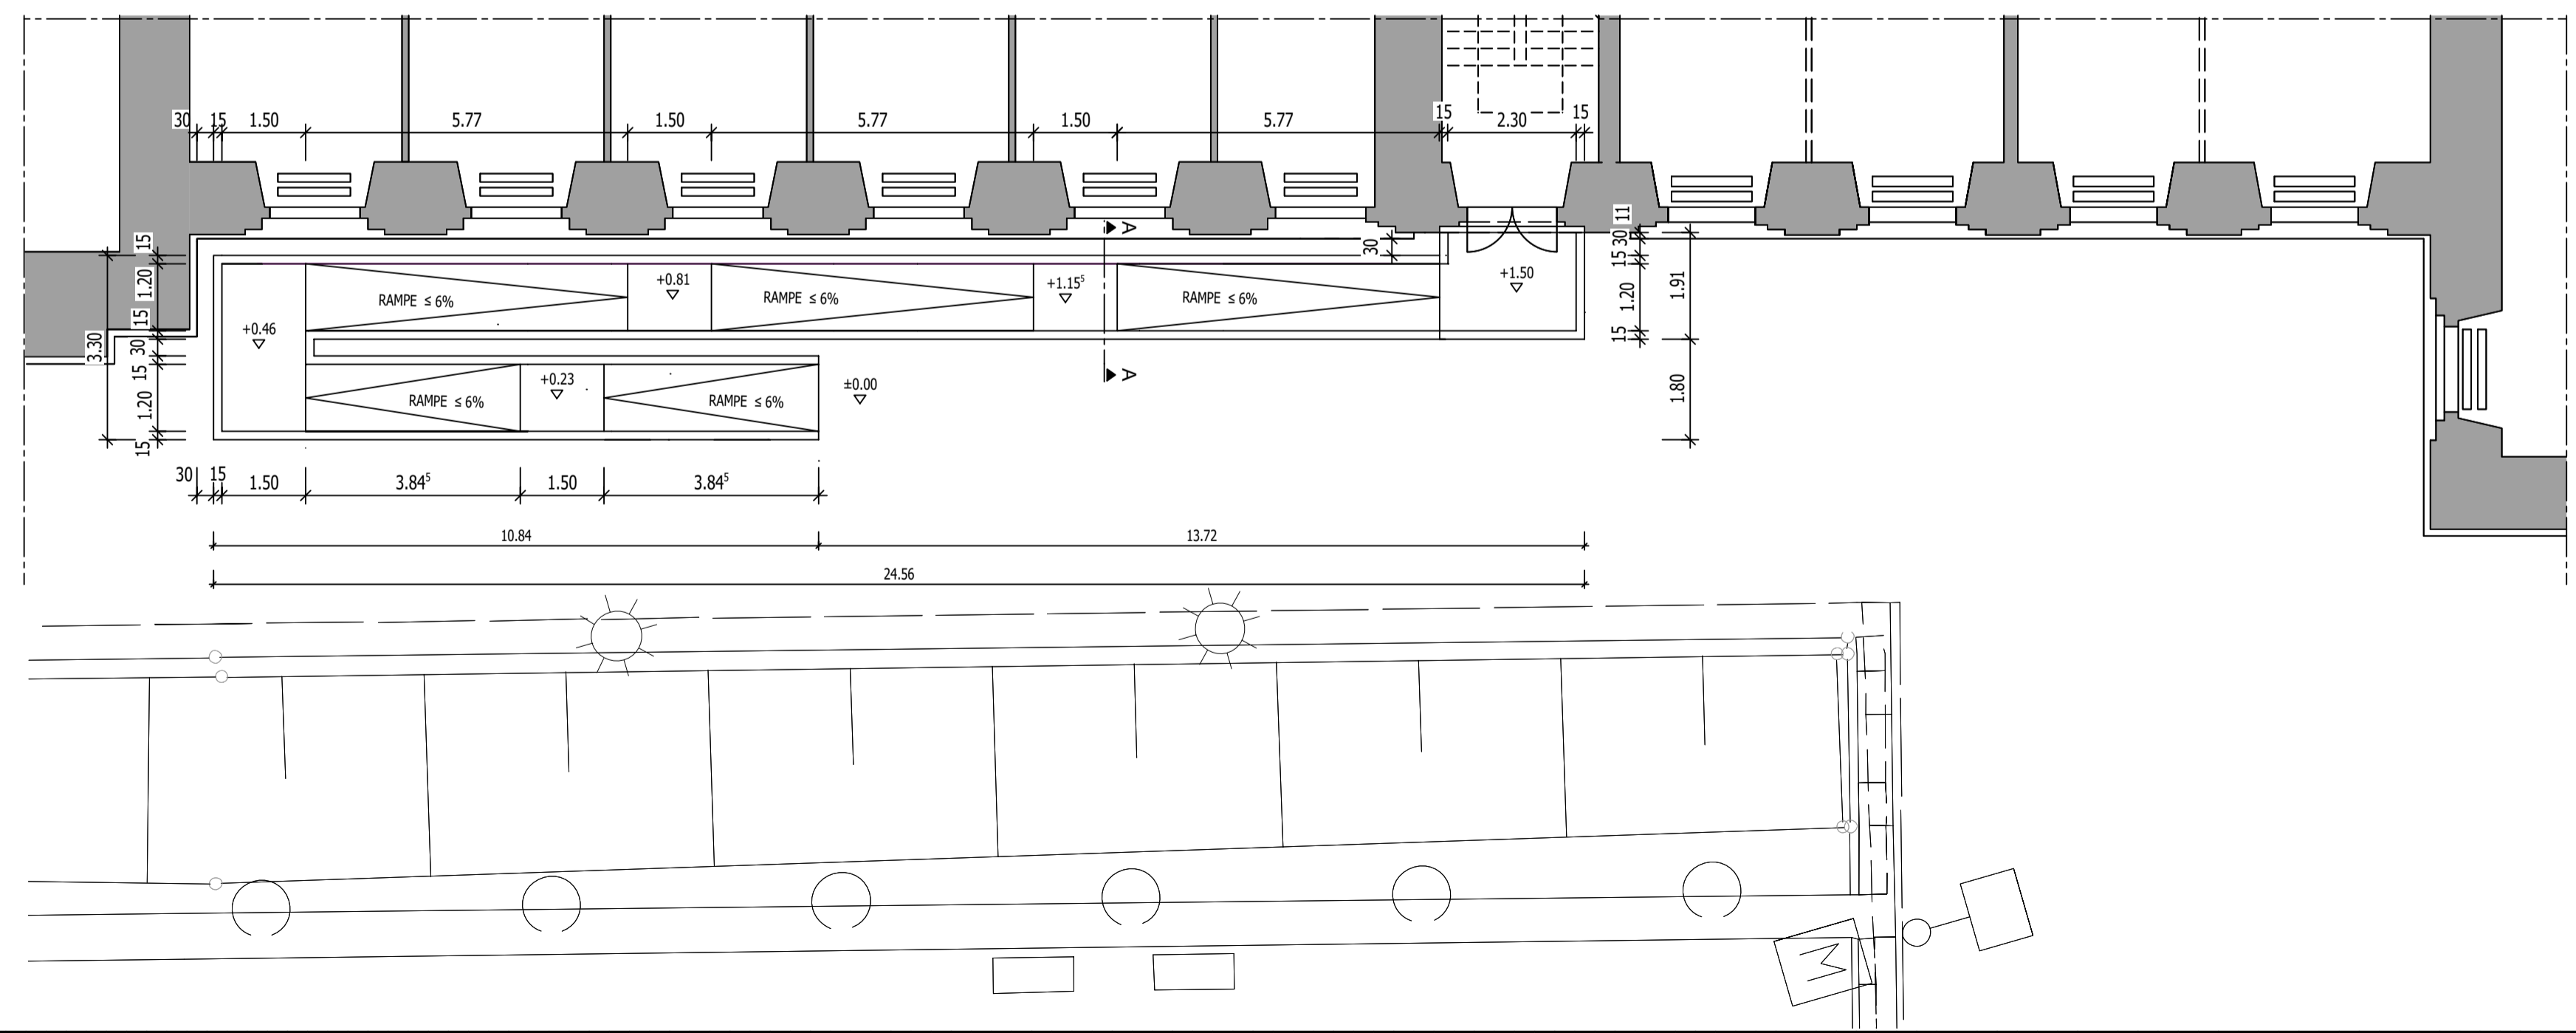 30 15 1.50 5.77 1.50 5.77 1.50 5.77 15 2.30 15
A
11
30
15
1.20
15
1.91
1.80
30
15
1.20
15
30
15
1.20
15
3.30
+0.81
+1.15⁵
+1.50
RAMPE ≤ 6%
RAMPE ≤ 6%
RAMPE ≤ 6%
+0.46
A
+0.23
±0.00
RAMPE ≤ 6%
RAMPE ≤ 6%
30 15 1.50 3.84⁵ 1.50 3.84⁵
10.84 13.72
24.56
M